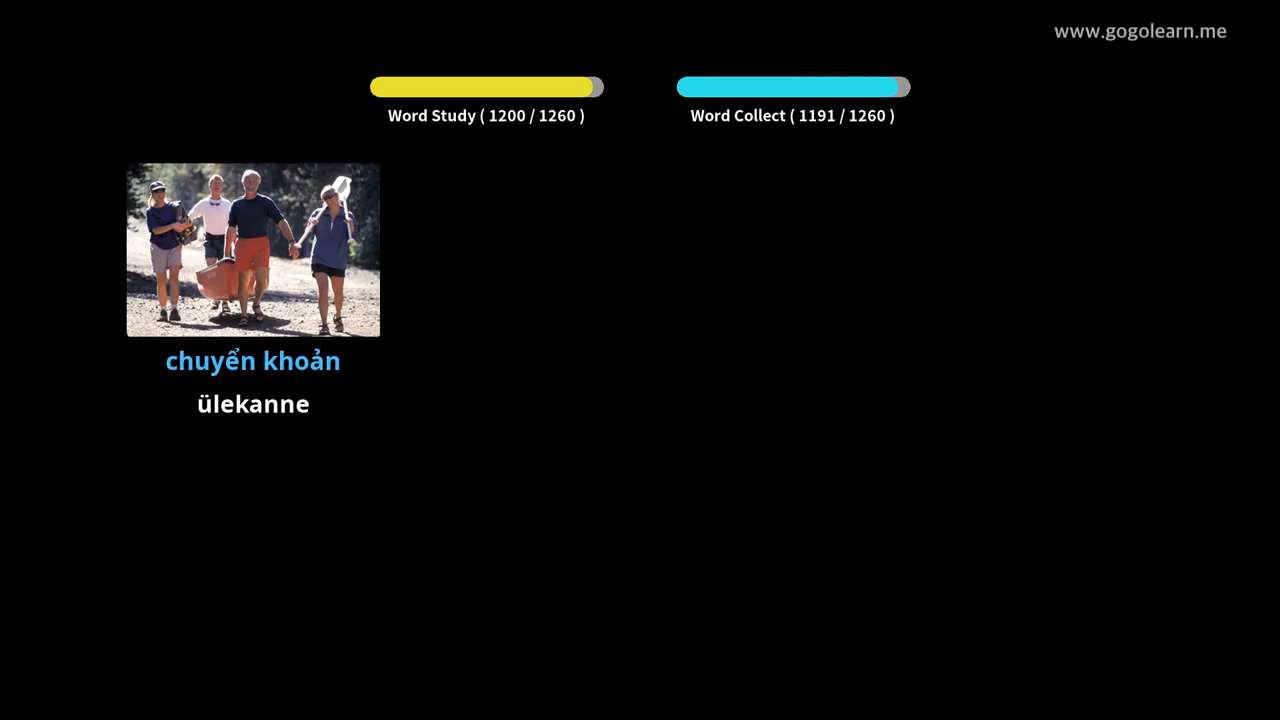 www.gogolearn.me
Word Study ( 1200 / 1260 )
Word Collect ( 1191 / 1260 )
chuyển khoản
ülekanne